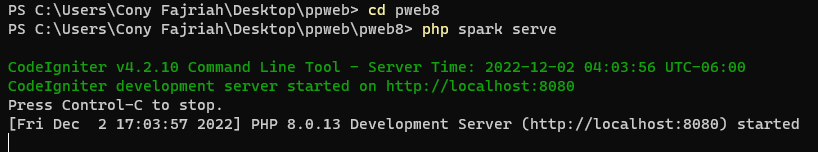 PS C:\Users\Cony Fajriah\Desktop\ppweb> cd pweb8
PS C:\Users\Cony Fajriah\Desktop\ppweb\pweb8> php spark serve
CodeIgniter v4.2.10 Command Line Tool - Server Time: 2022-12-02 04:03:56 UTC-06:00
CodeIgniter development server started on http://localhost:8080
Press Control-C to stop.
[Fri Dec  2 17:03:57 2022] PHP 8.0.13 Development Server (http://localhost:8080) started